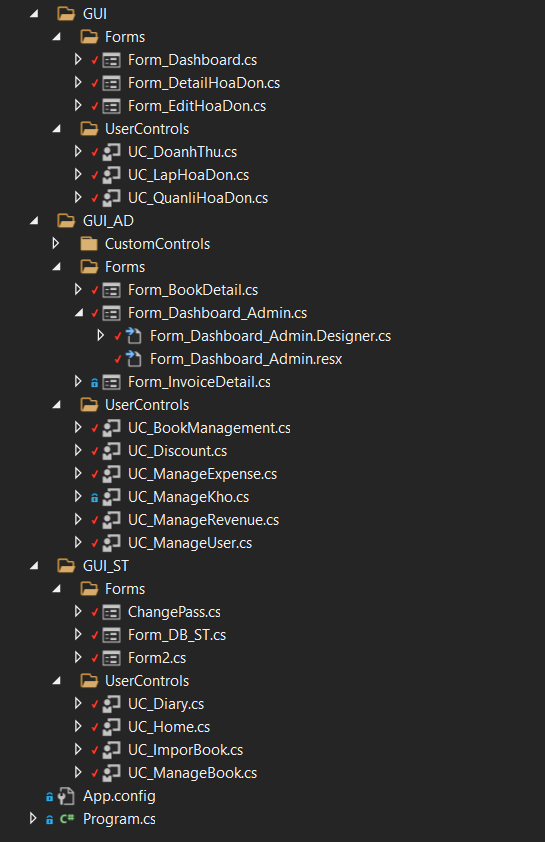 GUI
Forms
Form_Dashboard.cs
Form_DetailHoaDon.cs
Form_EditHoaDon.cs
UserControls
UC_DoanhThu.cs
UC_LapHoaDon.cs
UC_QuanliHoaDon.cs
GUI_AD
CustomControls
Forms
Form_BookDetail.cs
Form_Dashboard_Admin.cs
Form_Dashboard_Admin.Designer.cs
Form_Dashboard_Admin.resx
Form_InvoiceDetail.cs
UserControls
UC_BookManagement.cs
UC_Discount.cs
UC_ManageExpense.cs
UC_ManageKho.cs
UC_ManageRevenue.cs
UC_ManageUser.cs
GUI_ST
Forms
ChangePass.cs
Form_DB_ST.cs
Form2.cs
UserControls
UC_Diary.cs
UC_Home.cs
UC_ImporBook.cs
UC_ManageBook.cs
App.config
C# Program.cs